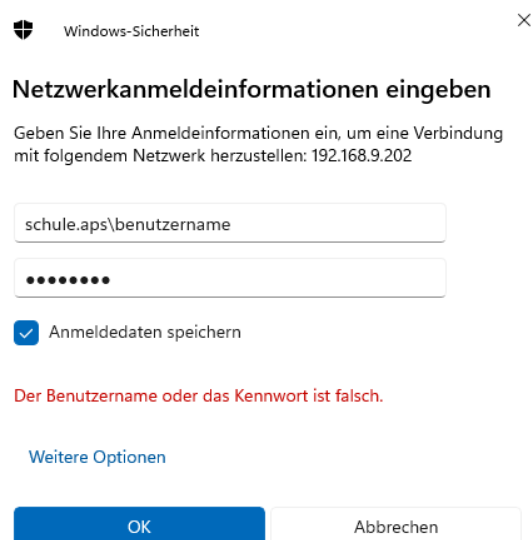 Windows-Sicherheit
Netzwerkanmeldeinformationen eingeben
Geben Sie Ihre Anmeldeinformationen ein, um eine Verbindung
mit folgendem Netzwerk herzustellen: 192.168.9.202
schule.aps\benutzername
••••••••
Anmeldedaten speichern
Der Benutzername oder das Kennwort ist falsch.
Weitere Optionen
OK
Abbrechen